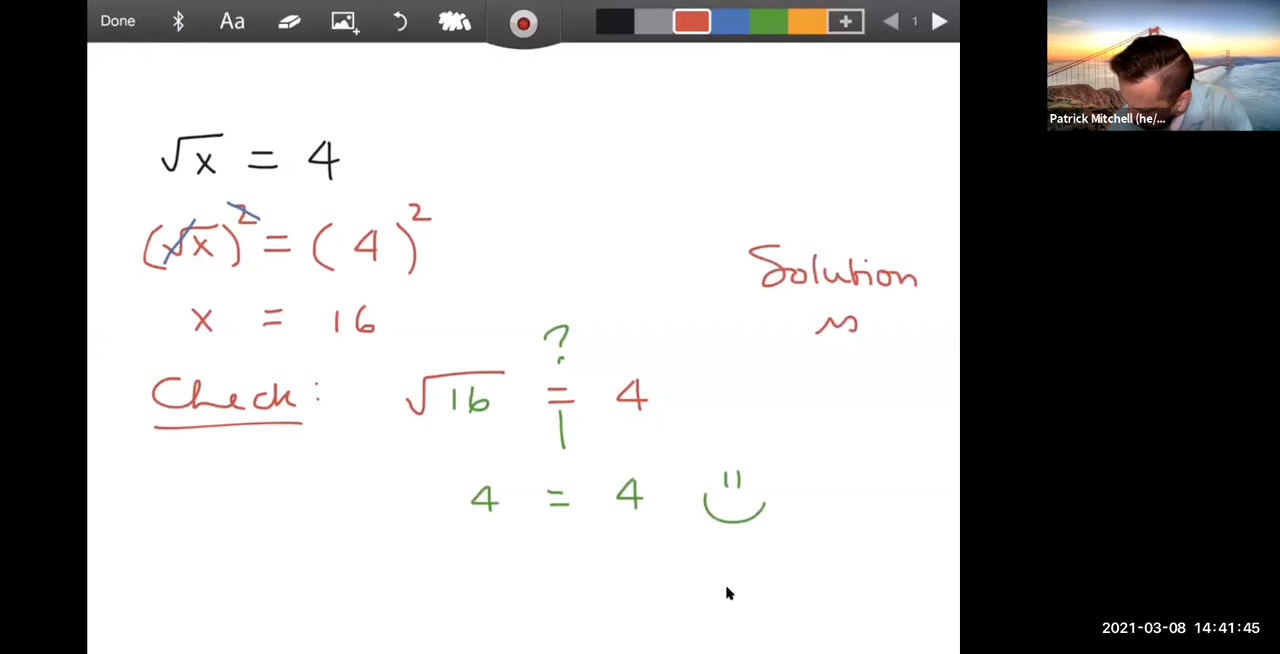 Done Aa 1
√x = 4
(√x)² = (4)²
x = 16
Solution
is
?
Check: √16 = 4
4 = 4
Patrick Mitchell (he/...
2021-03-08 14:41:45